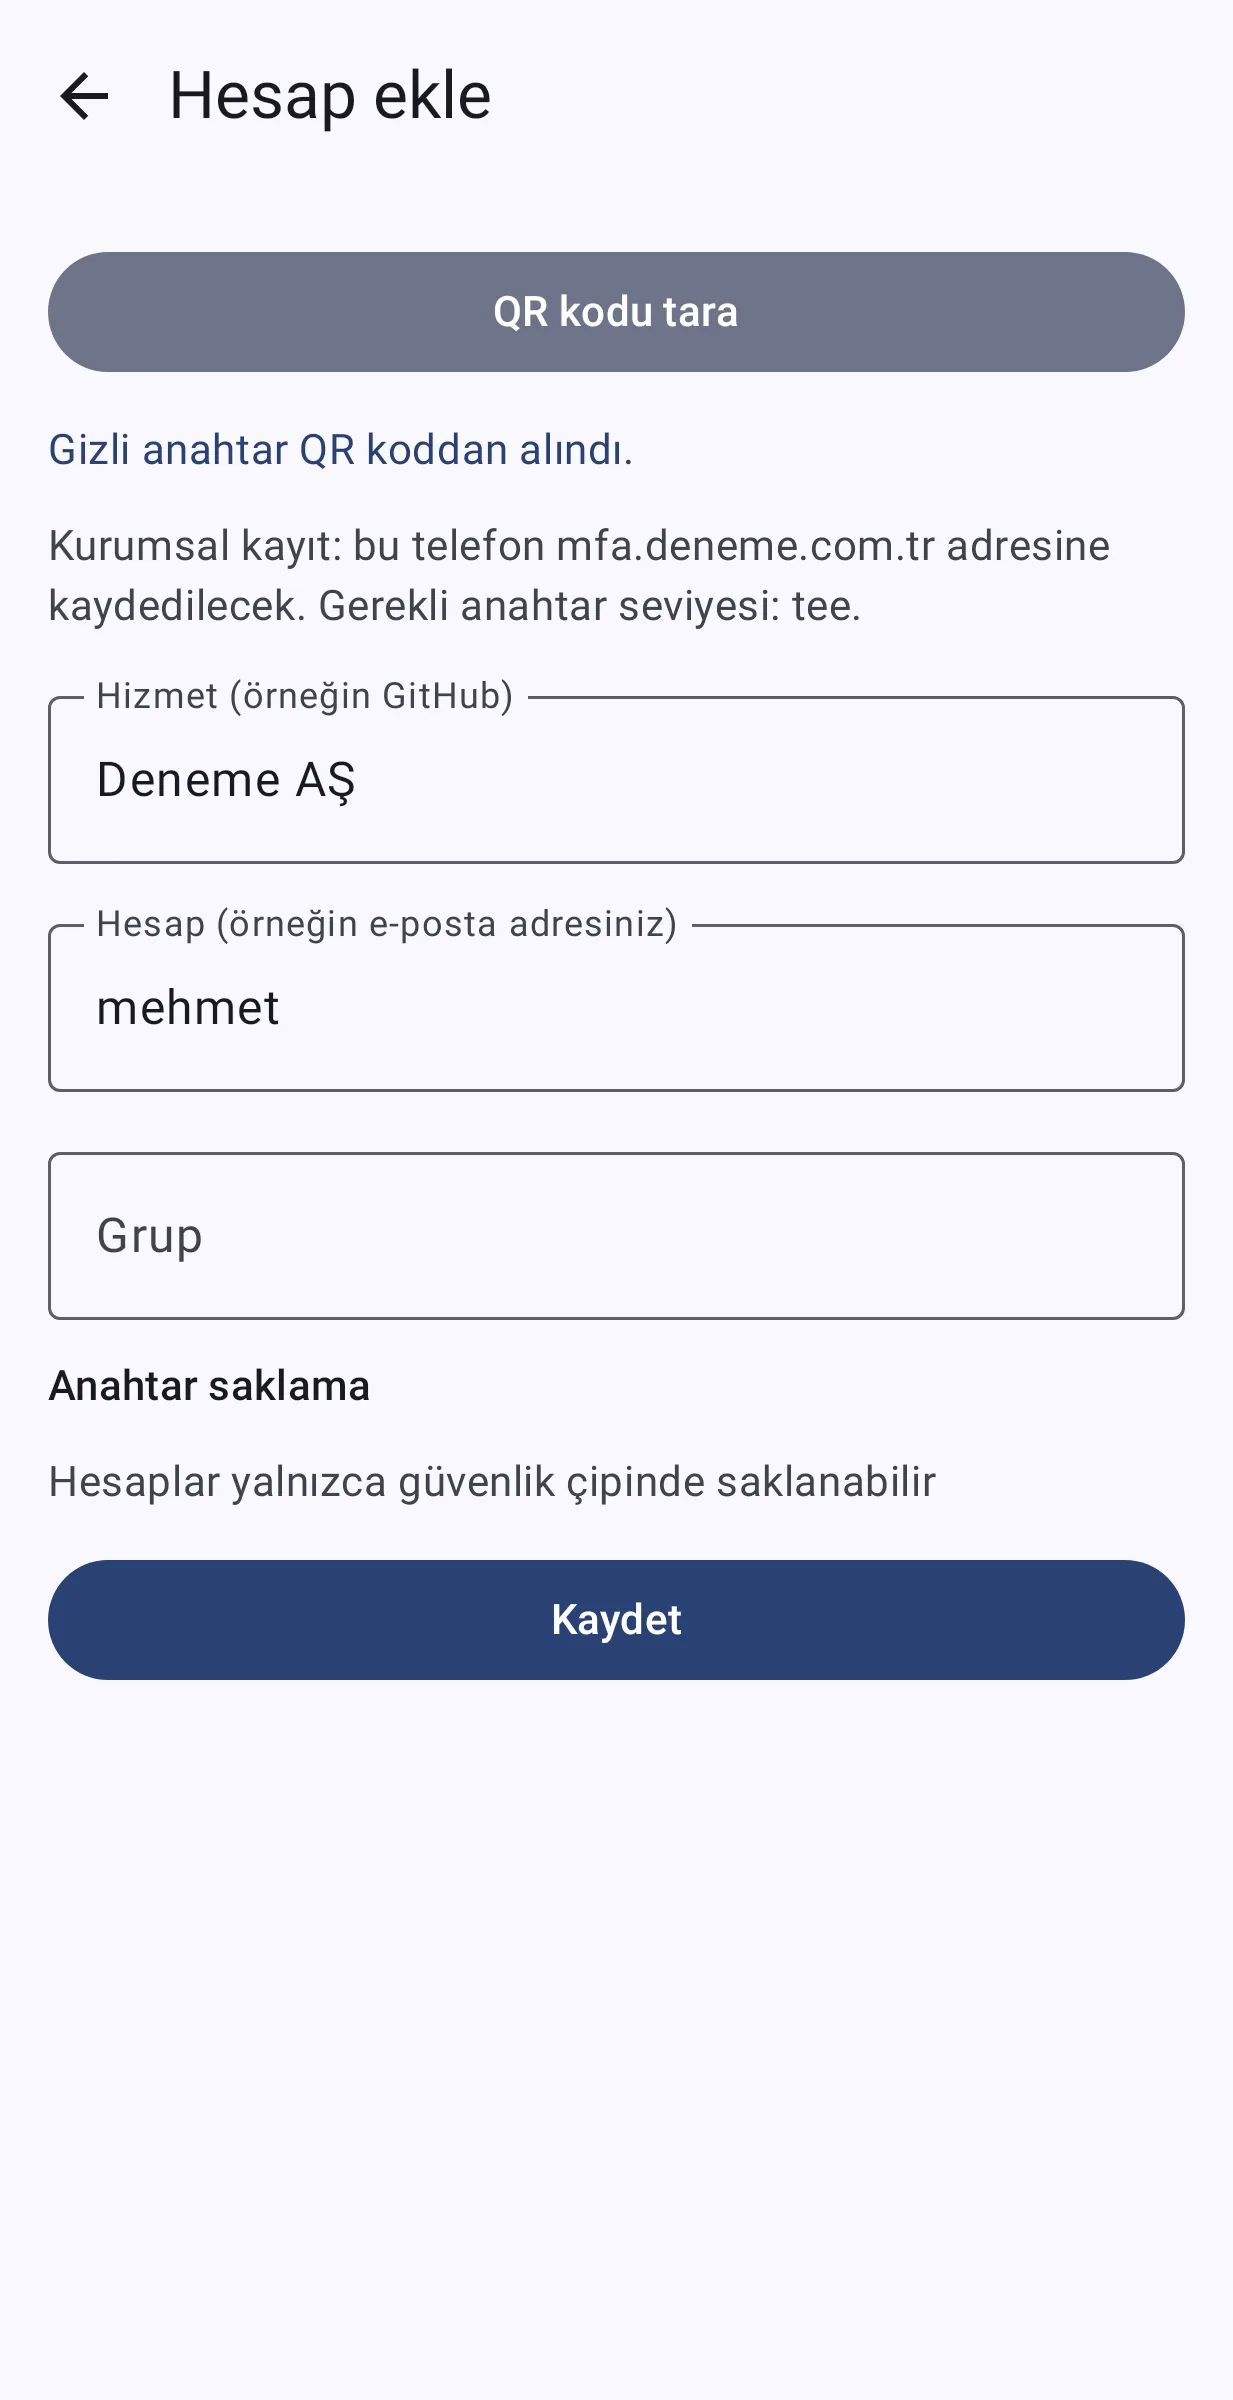 Hesap ekle
QR kodu tara
Gizli anahtar QR koddan alındı.
Kurumsal kayıt: bu telefon mfa.deneme.com.tr adresine
kaydedilecek. Gerekli anahtar seviyesi: tee.
Hizmet (örneğin GitHub)
Deneme AŞ
Hesap (örneğin e-posta adresiniz)
mehmet
Grup
Anahtar saklama
Hesaplar yalnızca güvenlik çipinde saklanabilir
Kaydet